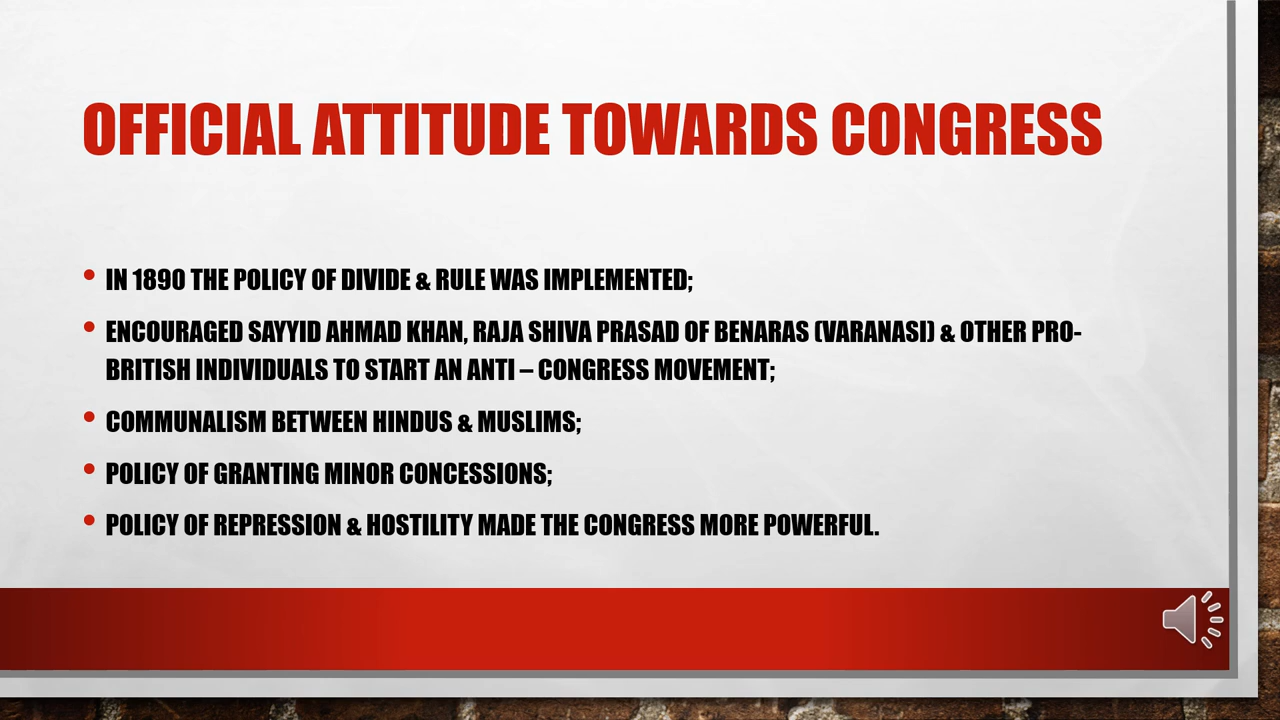 OFFICIAL ATTITUDE TOWARDS CONGRESS
• IN 1890 THE POLICY OF DIVIDE & RULE WAS IMPLEMENTED;
• ENCOURAGED SAYYID AHMAD KHAN, RAJA SHIVA PRASAD OF BENARAS (VARANASI) & OTHER PRO-
BRITISH INDIVIDUALS TO START AN ANTI – CONGRESS MOVEMENT;
• COMMUNALISM BETWEEN HINDUS & MUSLIMS;
• POLICY OF GRANTING MINOR CONCESSIONS;
• POLICY OF REPRESSION & HOSTILITY MADE THE CONGRESS MORE POWERFUL.